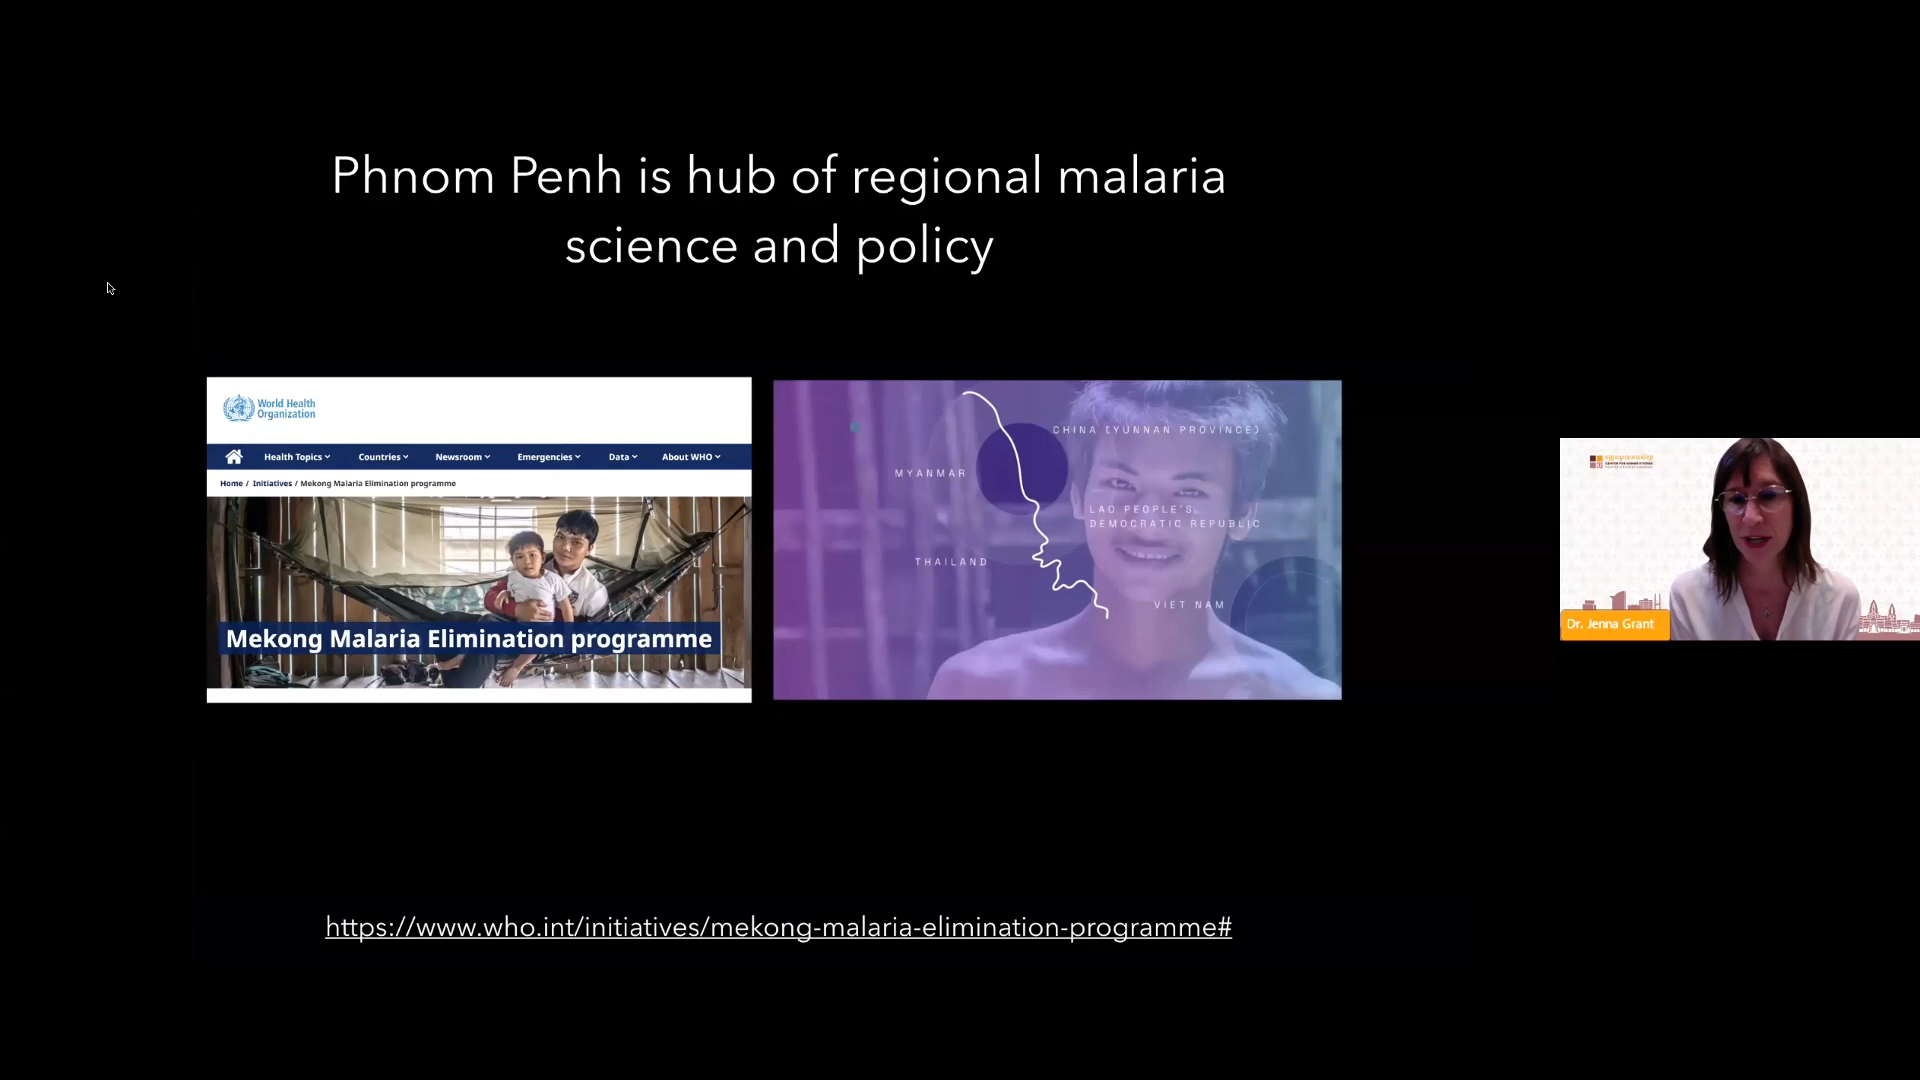 Phnom Penh is hub of regional malaria
science and policy
World Health
Organization
Health Topics
Countries
Newsroom
Emergencies
Data
About WHO
Home / Initiatives / Mekong Malaria Elimination programme
Mekong Malaria Elimination programme
CHINA (YUNNAN PROVINCE)
MYANMAR
LAO PEOPLE'S
DEMOCRATIC REPUBLIC
THAILAND
VIET NAM
Dr. Jenna Grant
https://www.who.int/initiatives/mekong-malaria-elimination-programme#